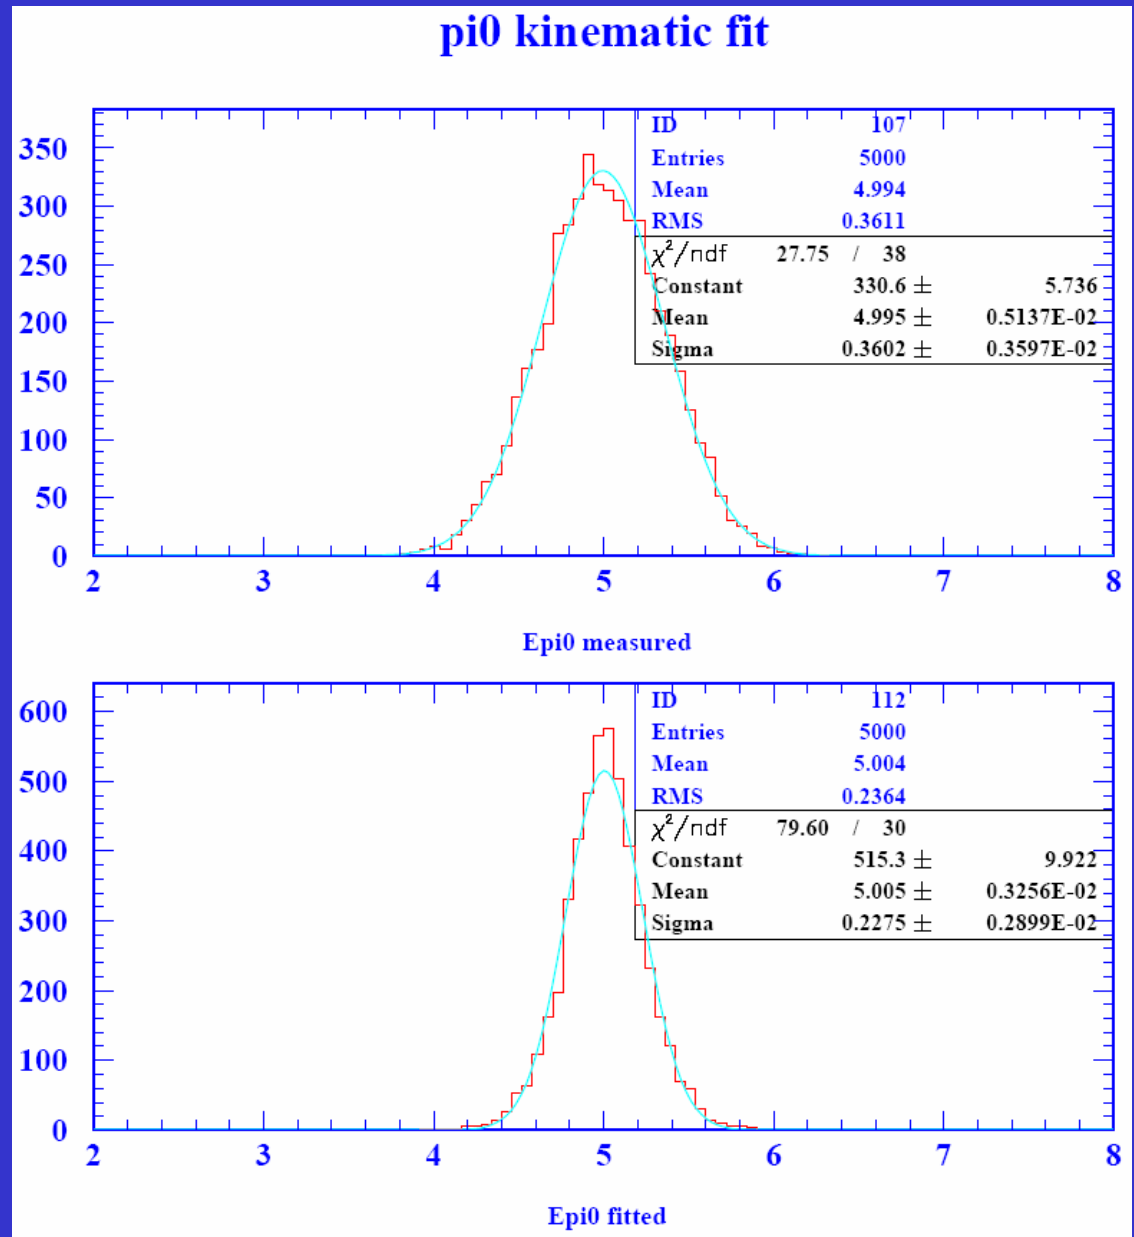 pi0 kinematic fit
ID 107
Entries 5000
Mean 4.994
RMS 0.3611
χ²/ndf 27.75 / 38
Constant 330.6 ± 5.736
Mean 4.995 ± 0.5137E-02
Sigma 0.3602 ± 0.3597E-02
350
300
250
200
150
100
50
0
2 3 4 5 6 7 8
Epi0 measured
ID 112
Entries 5000
Mean 5.004
RMS 0.2364
χ²/ndf 79.60 / 30
Constant 515.3 ± 9.922
Mean 5.005 ± 0.3256E-02
Sigma 0.2275 ± 0.2899E-02
600
500
400
300
200
100
0
2 3 4 5 6 7 8
Epi0 fitted